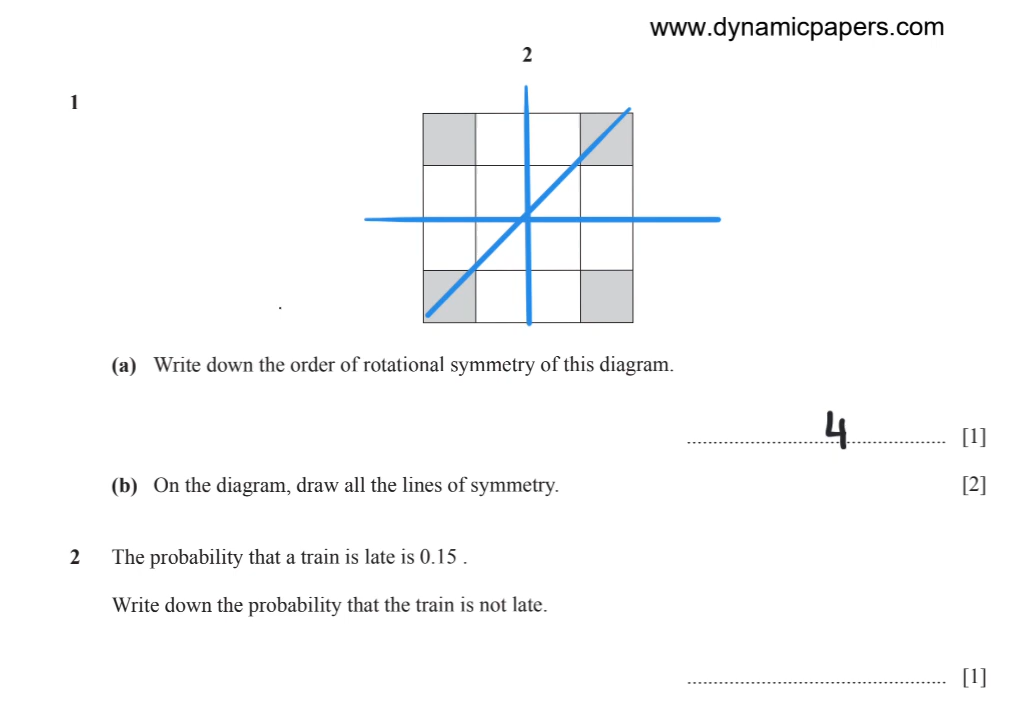 www.dynamicpapers.com
2
1
(a) Write down the order of rotational symmetry of this diagram.
4
.................................................. [1]
(b) On the diagram, draw all the lines of symmetry. [2]
2 The probability that a train is late is 0.15 .
Write down the probability that the train is not late.
.................................................. [1]